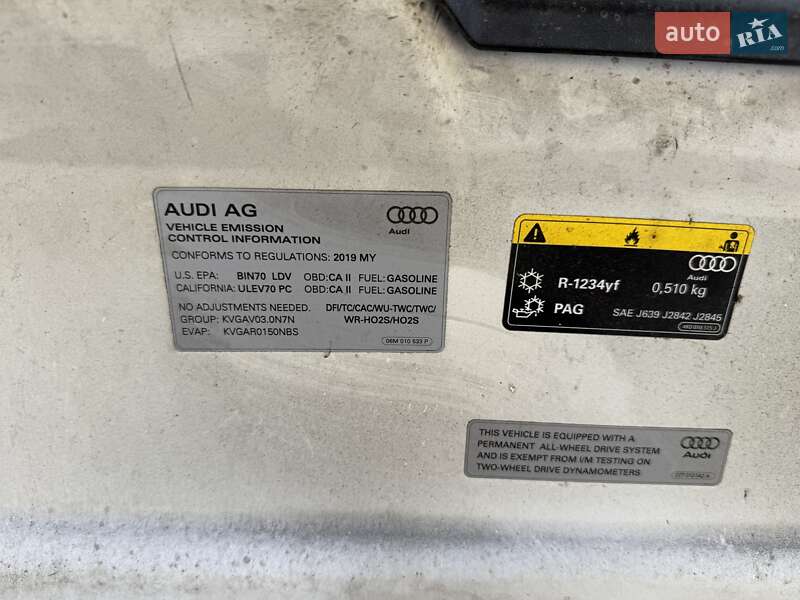 auto RIA
.com
AUDI AG
VEHICLE EMISSION
CONTROL INFORMATION
Audi
CONFORMS TO REGULATIONS: 2019 MY
U.S. EPA: BIN70 LDV OBD:CA II FUEL:GASOLINE
CALIFORNIA: ULEV70 PC OBD:CA II FUEL:GASOLINE
NO ADJUSTMENTS NEEDED. DFI/TC/CAC/WU-TWC/TWC/
GROUP: KVGAV03.0N7N WR-HO2S/HO2S
EVAP: KVGAR0150NBS
06M 010 533 P
Audi
R-1234yf 0,510 kg
PAG SAE J639 J2842 J2845
THIS VEHICLE IS EQUIPPED WITH A
PERMANENT ALL-WHEEL DRIVE SYSTEM
AND IS EXEMPT FROM I/M TESTING ON
TWO-WHEEL DRIVE DYNAMOMETERS
Audi